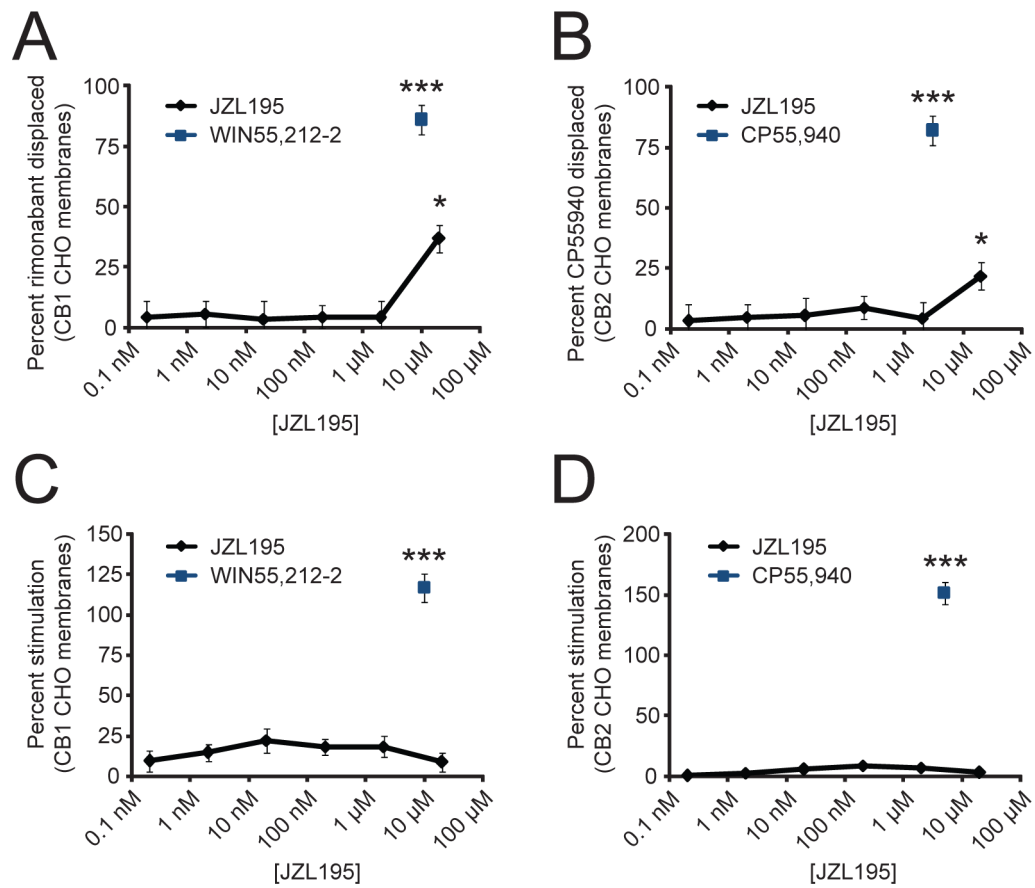 A
Percent rimonabant displaced
(CB1 CHO membranes)
100
75
50
25
0
JZL195
WIN55,212-2
***
*
0.1 nM
1 nM
10 nM
100 nM
1 µM
10 µM
100 µM
[JZL195]
B
Percent CP55940 displaced
(CB2 CHO membranes)
100
75
50
25
0
JZL195
CP55,940
***
*
0.1 nM
1 nM
10 nM
100 nM
1 µM
10 µM
100 µM
[JZL195]
C
Percent stimulation
(CB1 CHO membranes)
150
125
100
75
50
25
0
JZL195
WIN55,212-2
***
0.1 nM
1 nM
10 nM
100 nM
1 µM
10 µM
100 µM
[JZL195]
D
Percent stimulation
(CB2 CHO membranes)
200
150
100
50
0
JZL195
CP55,940
***
0.1 nM
1 nM
10 nM
100 nM
1 µM
10 µM
100 µM
[JZL195]